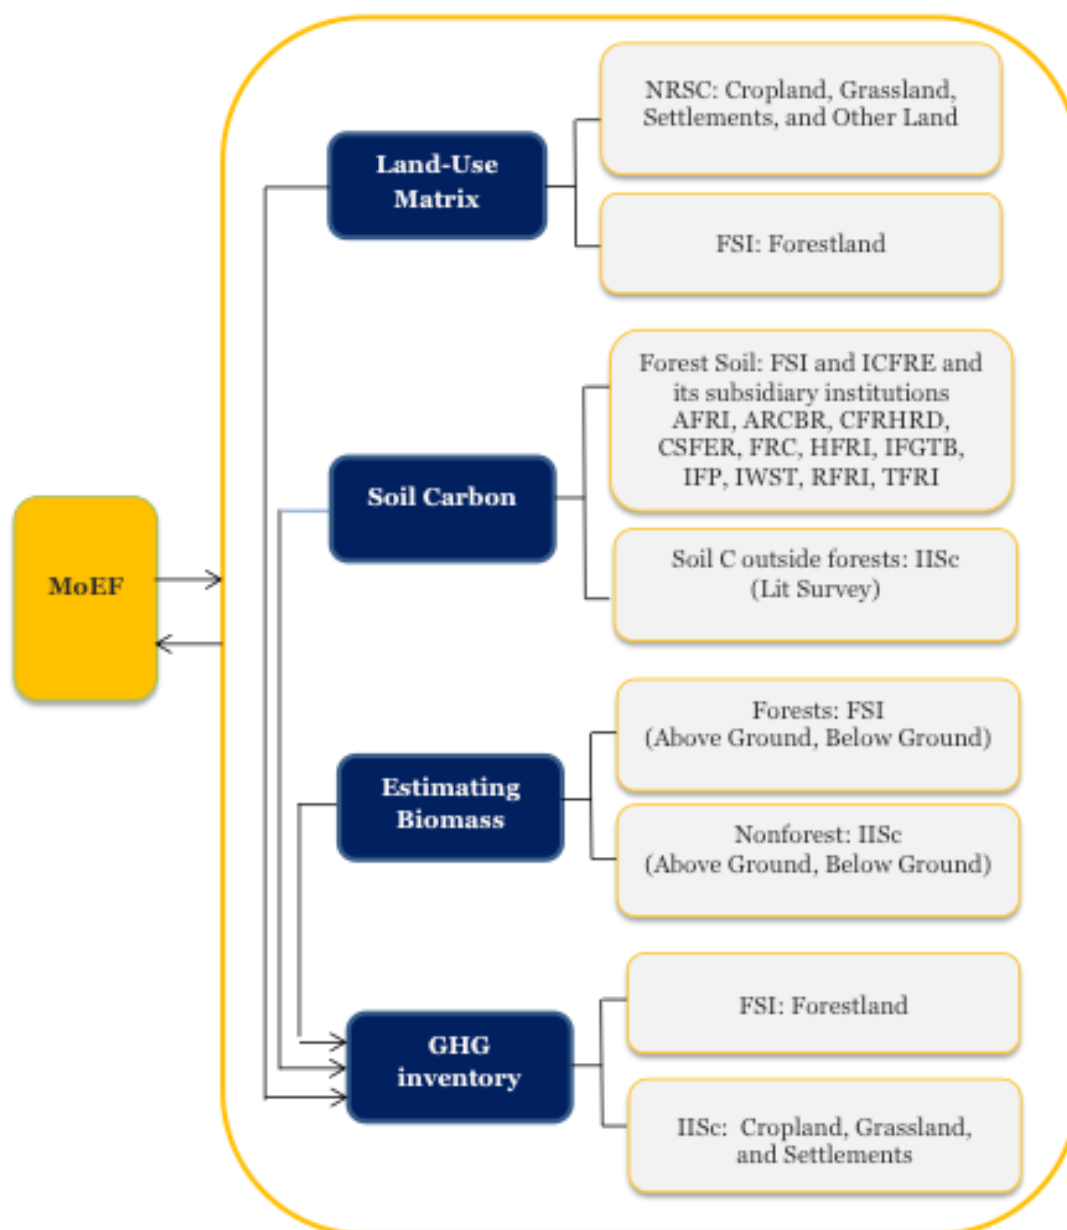 NRSC: Cropland, Grassland,
Settlements, and Other Land
Land-Use
Matrix
FSI: Forestland
Forest Soil: FSI and ICFRE and
its subsidiary institutions
AFRI, ARCBR, CFRHRD,
CSFER, FRC, HFRI, IFGTB,
IFP, IWST, RFRI, TFRI
Soil Carbon
Soil C outside forests: IISc
(Lit Survey)
MoEF
Forests: FSI
(Above Ground, Below Ground)
Estimating
Biomass
Nonforest: IISc
(Above Ground, Below Ground)
FSI: Forestland
GHG
inventory
IISc:  Cropland, Grassland,
and Settlements